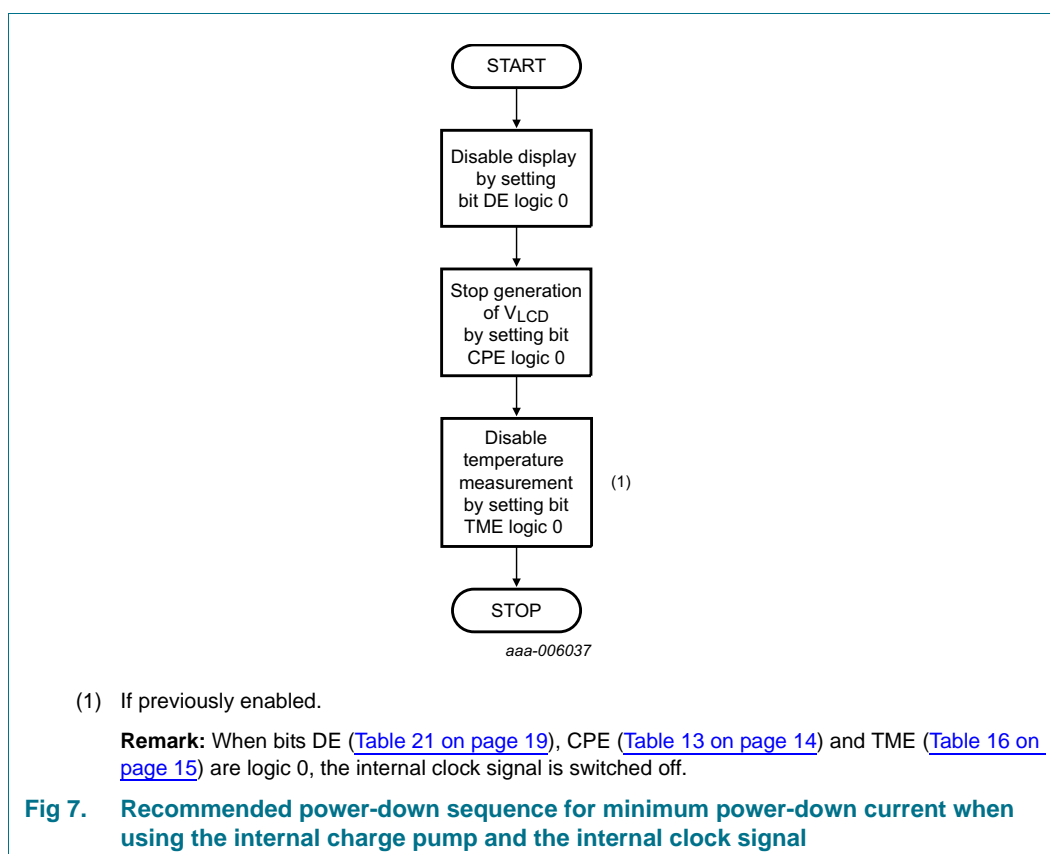 START
Disable display
by setting
bit DE logic 0
Stop generation
of VLCD
by setting bit
CPE logic 0
Disable
temperature
measurement
by setting bit
TME logic 0
(1)
STOP
aaa-006037
(1) If previously enabled.
Remark: When bits DE (Table 21 on page 19), CPE (Table 13 on page 14) and TME (Table 16 on
page 15) are logic 0, the internal clock signal is switched off.
Fig 7. Recommended power-down sequence for minimum power-down current when
using the internal charge pump and the internal clock signal